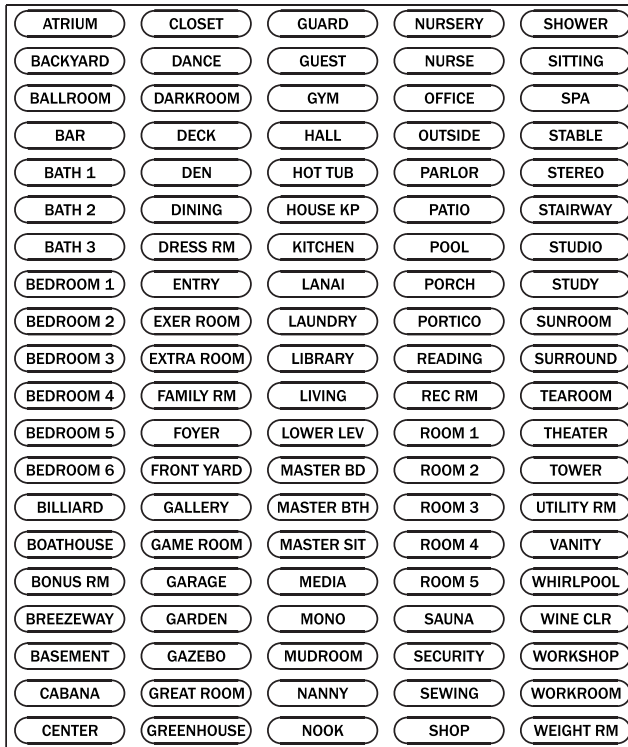 ATRIUM CLOSET GUARD NURSERY SHOWER
BACKYARD DANCE GUEST NURSE SITTING
BALLROOM DARKROOM GYM OFFICE SPA
BAR DECK HALL OUTSIDE STABLE
BATH 1 DEN HOT TUB PARLOR STEREO
BATH 2 DINING HOUSE KP PATIO STAIRWAY
BATH 3 DRESS RM KITCHEN POOL STUDIO
BEDROOM 1 ENTRY LANAI PORCH STUDY
BEDROOM 2 EXER ROOM LAUNDRY PORTICO SUNROOM
BEDROOM 3 EXTRA ROOM LIBRARY READING SURROUND
BEDROOM 4 FAMILY RM LIVING REC RM TEAROOM
BEDROOM 5 FOYER LOWER LEV ROOM 1 THEATER
BEDROOM 6 FRONT YARD MASTER BD ROOM 2 TOWER
BILLIARD GALLERY MASTER BTH ROOM 3 UTILITY RM
BOATHOUSE GAME ROOM MASTER SIT ROOM 4 VANITY
BONUS RM GARAGE MEDIA ROOM 5 WHIRLPOOL
BREEZEWAY GARDEN MONO SAUNA WINE CLR
BASEMENT GAZEBO MUDROOM SECURITY WORKSHOP
CABANA GREAT ROOM NANNY SEWING WORKROOM
CENTER GREENHOUSE NOOK SHOP WEIGHT RM